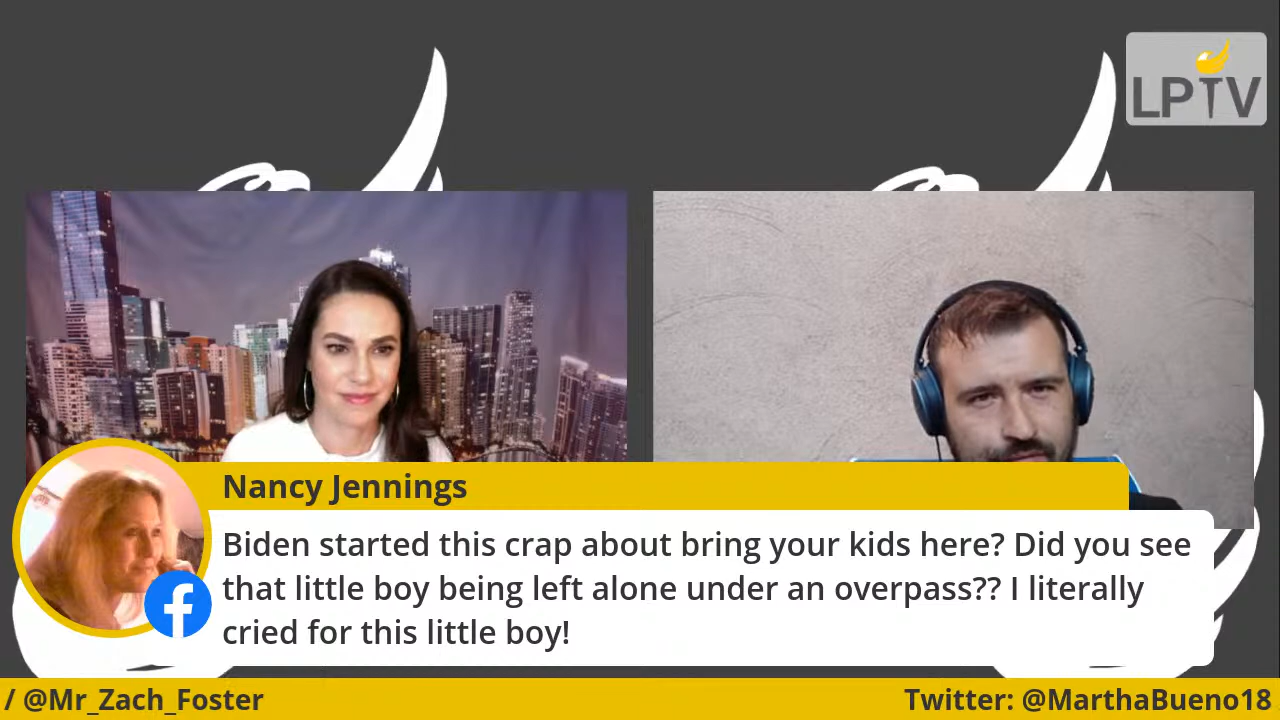 LPTV
Nancy Jennings
Biden started this crap about bring your kids here? Did you see
that little boy being left alone under an overpass?? I literally
cried for this little boy!
/ @Mr_Zach_Foster
Twitter: @MarthaBueno18